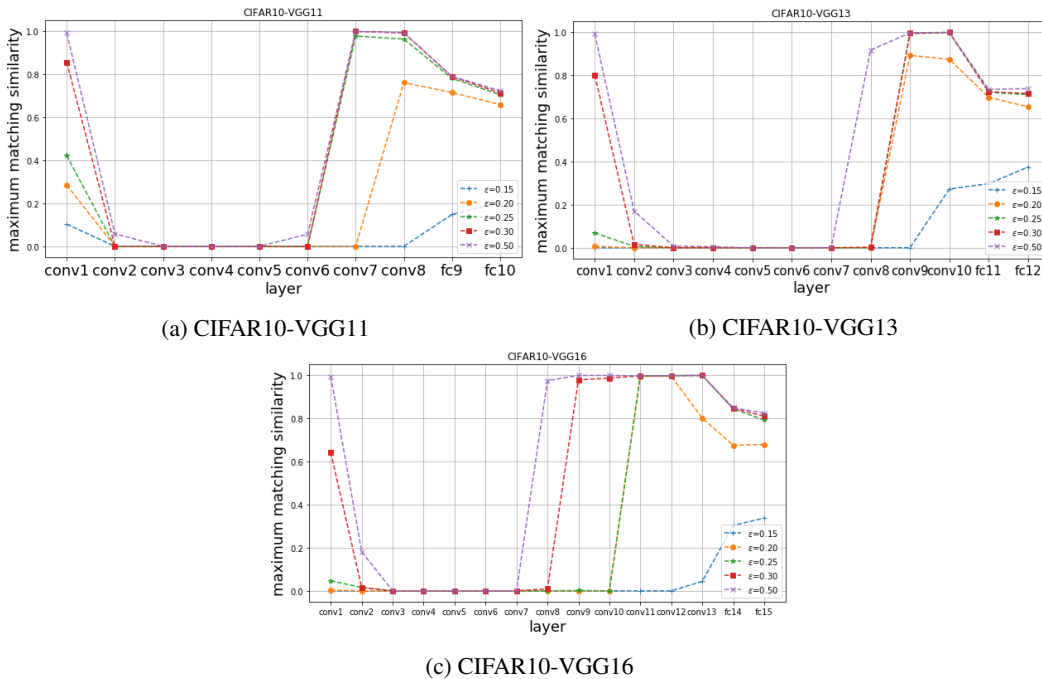 CIFAR10-VGG11
maximum matching similarity
1.0
0.8
0.6
0.4
0.2
0.0
ε=0.15
ε=0.20
ε=0.25
ε=0.30
ε=0.50
conv1 conv2 conv3 conv4 conv5 conv6 conv7 conv8 fc9 fc10
layer
(a) CIFAR10-VGG11
CIFAR10-VGG13
maximum matching similarity
1.0
0.8
0.6
0.4
0.2
0.0
ε=0.15
ε=0.20
ε=0.25
ε=0.30
ε=0.50
conv1 conv2 conv3 conv4 conv5 conv6 conv7 conv8 conv9 conv10 fc11 fc12
layer
(b) CIFAR10-VGG13
CIFAR10-VGG16
maximum matching similarity
1.0
0.8
0.6
0.4
0.2
0.0
ε=0.15
ε=0.20
ε=0.25
ε=0.30
ε=0.50
conv1 conv2 conv3 conv4 conv5 conv6 conv7 conv8 conv9 conv10 conv11 conv12 conv13 fc14 fc15
layer
(c) CIFAR10-VGG16